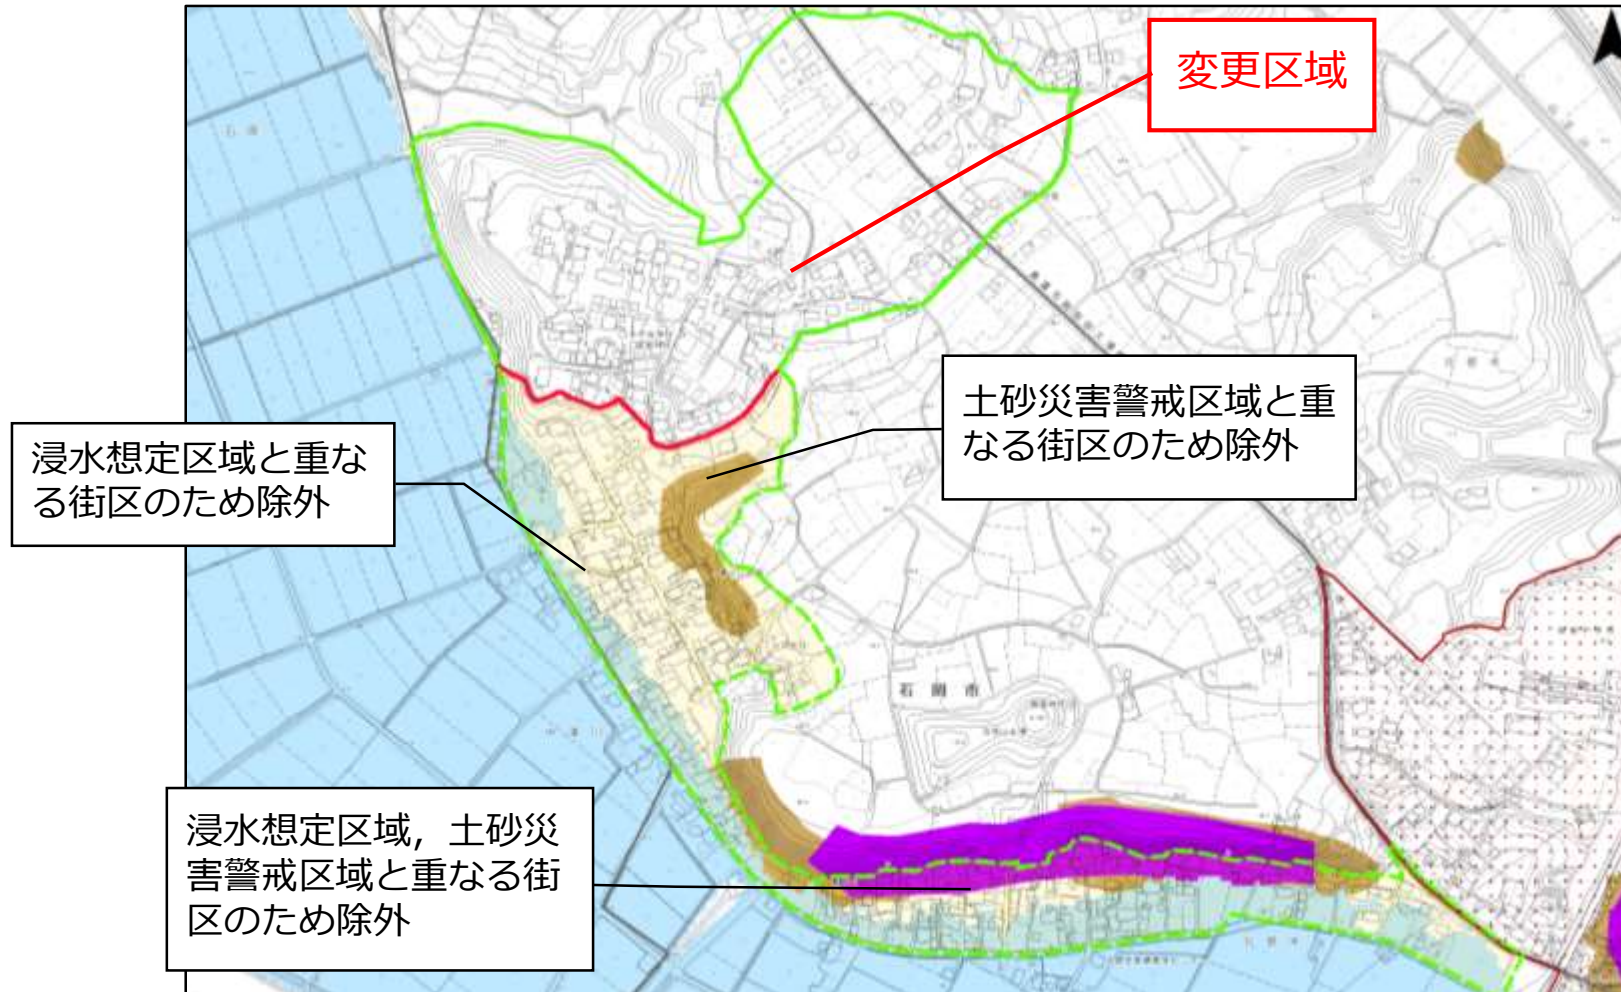 変更区域
土砂災害警戒区域と重
なる街区のため除外
浸水想定区域と重な
る街区のため除外
石岡市
浸水想定区域，土砂災
害警戒区域と重なる街
区のため除外